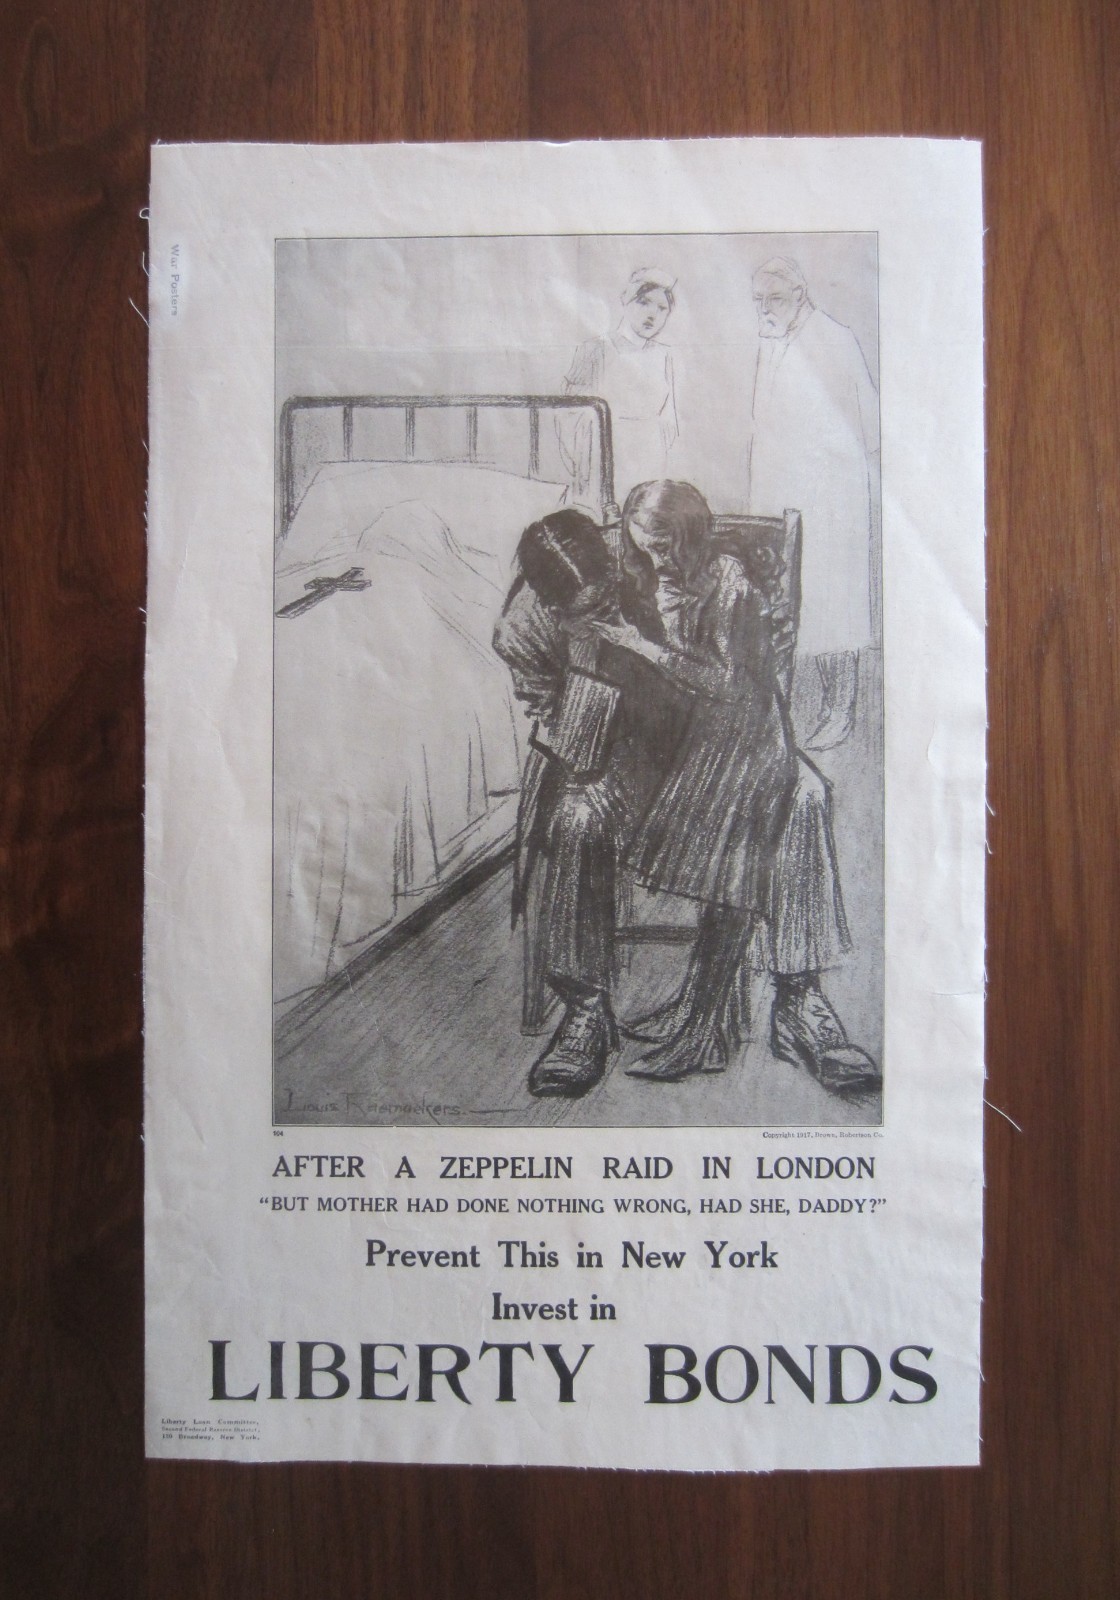 War Posters
Louis Raemaekers.
Copyright 1917, Brown, Robertson Co.
AFTER A ZEPPELIN RAID IN LONDON
“BUT MOTHER HAD DONE NOTHING WRONG, HAD SHE, DADDY?”
Prevent This in New York
Invest in
LIBERTY BONDS
Liberty Loan Committee,
Second Federal Reserve District,
120 Broadway, New York.